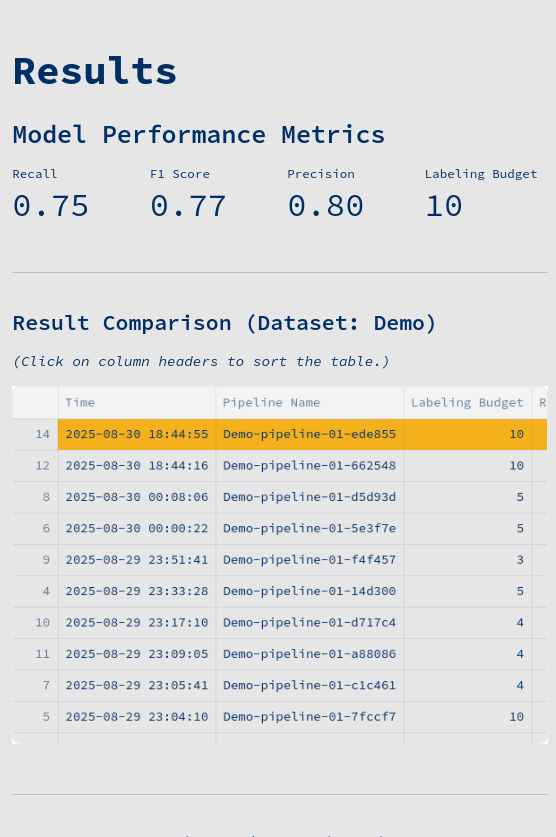 Results
Model Performance Metrics
Recall F1 Score Precision Labeling Budget
0.75 0.77 0.80 10
Result Comparison (Dataset: Demo)
(Click on column headers to sort the table.)
Time Pipeline Name Labeling Budget R
14 2025-08-30 18:44:55 Demo-pipeline-01-ede855 10
12 2025-08-30 18:44:16 Demo-pipeline-01-662548 10
8 2025-08-30 00:08:06 Demo-pipeline-01-d5d93d 5
6 2025-08-30 00:00:22 Demo-pipeline-01-5e3f7e 5
9 2025-08-29 23:51:41 Demo-pipeline-01-f4f457 3
4 2025-08-29 23:33:28 Demo-pipeline-01-14d300 5
10 2025-08-29 23:17:10 Demo-pipeline-01-d717c4 4
11 2025-08-29 23:09:05 Demo-pipeline-01-a88086 4
7 2025-08-29 23:05:41 Demo-pipeline-01-c1c461 4
5 2025-08-29 23:04:10 Demo-pipeline-01-7fccf7 10